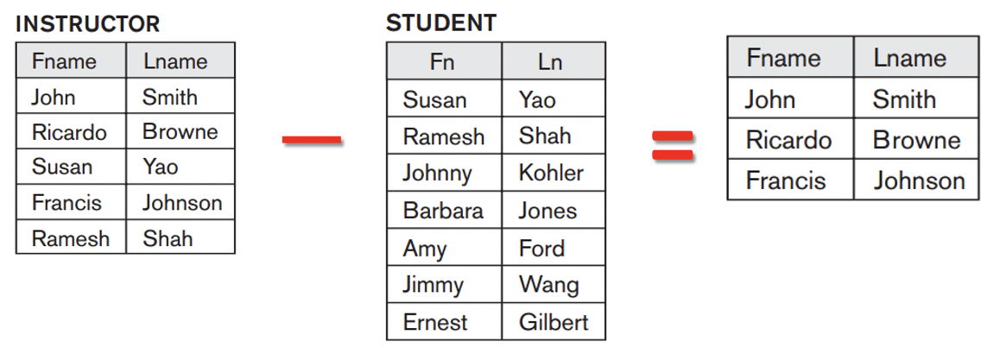 INSTRUCTOR
Fname Lname
John Smith
Ricardo Browne
Susan Yao
Francis Johnson
Ramesh Shah
STUDENT
Fn Ln
Susan Yao
Ramesh Shah
Johnny Kohler
Barbara Jones
Amy Ford
Jimmy Wang
Ernest Gilbert
Fname Lname
John Smith
Ricardo Browne
Francis Johnson